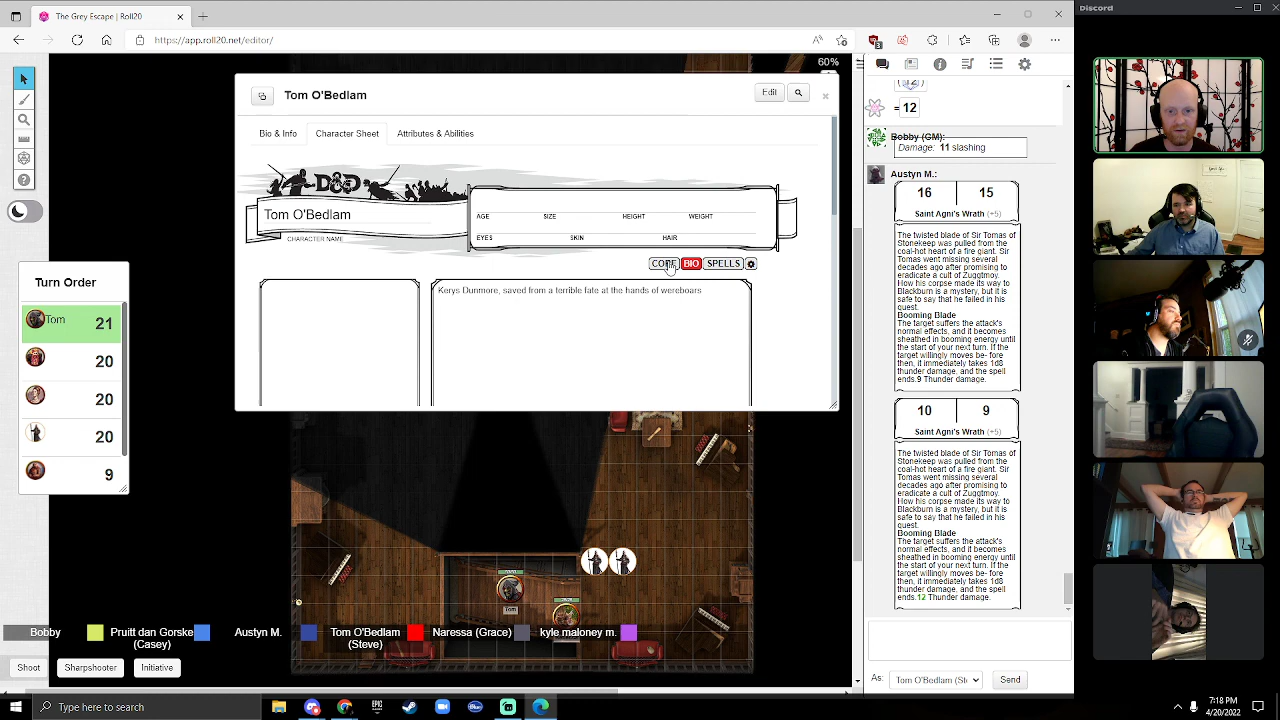 The Grey Escape | Roll20
https://app.roll20.net/editor/
60%
Tom O'Bedlam
Edit
Bio & Info
Character Sheet
Attributes & Abilities
D&D
Tom O'Bedlam
CHARACTER NAME
AGE SIZE HEIGHT WEIGHT
EYES SKIN HAIR
CORE BIO SPELLS
Kerys Dunmore, saved from a terrible fate at the hands of wereboars
Turn Order
Tom 21
20
20
20
9
Tom
Bobby
Pruitt dan Gorske
(Casey)
Austyn M.
Tom O'Bedlam
(Steve)
Naressa (Grace)
kyle maloney m.
Shoot
Sharpshooter
Initiative
=12
Bobby (GM):
Damage: 11 slashing
Austyn M.:
16 15
Saint Agni's Wrath (+5)
The twisted blade of Sir Tomas of
Stonekeep was pulled from the
coal-hot heart of a fire giant. Sir
Tomas had been missing several
decades after promising to
eradicate a cult of Zuggtmoy.
How his corpse made its way to
Blackburn is a mystery, but it is
safe to say that he failed in his
quest.
Booming Blade
The target suffers the attack's
normal effects, and it becomes
sheathed in booming energy until
the start of your next turn. If the
target willingly moves be- fore
then, it immediately takes 1d8
thunder damage, and the spell
ends.9 Thunder damage.
10 9
Saint Agni's Wrath (+5)
The twisted blade of Sir Tomas of
Stonekeep was pulled from the
coal-hot heart of a fire giant. Sir
Tomas had been missing several
decades after promising to
eradicate a cult of Zuggtmoy.
How his corpse made its way to
Blackburn is a mystery, but it is
safe to say that he failed in his
quest.
Booming Blade
The target suffers the attack's
normal effects, and it becomes
sheathed in booming energy until
the start of your next turn. If the
target willingly moves be- fore
then, it immediately takes 1d8
thunder damage, and the spell
ends.12 Thunder damage.
As:
Tom O'Bedlam (St
Send
Discord
Type here to search
EPIC
7:18 PM
4/20/2022